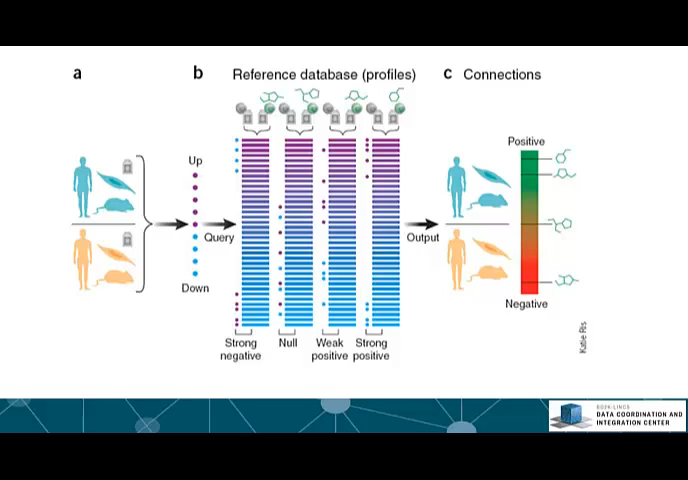 a
b
Reference database (profiles)
c
Connections
Up
Down
Query
Strong
negative
Null
Weak
positive
Strong
positive
Output
Positive
Negative
Katie Ris
BD2K-LINCS
DATA COORDINATION AND
INTEGRATION CENTER